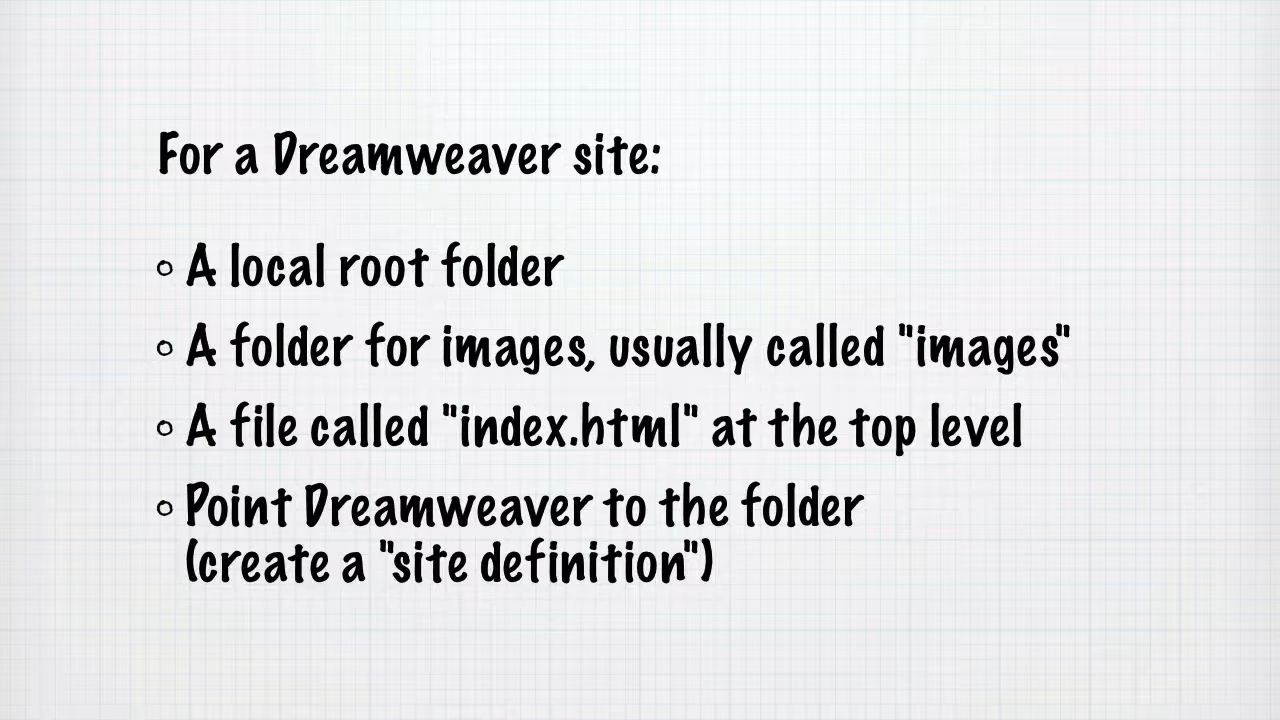 For a Dreamweaver site:
◦ A local root folder
◦ A folder for images, usually called "images"
◦ A file called "index.html" at the top level
◦ Point Dreamweaver to the folder
(create a "site definition")